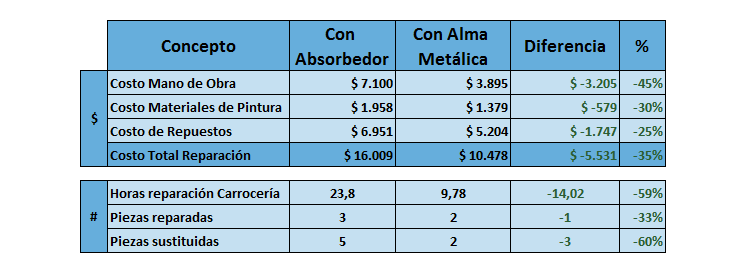 Concepto Con Absorbedor Con Alma Metálica Diferencia %
$
Costo Mano de Obra $ 7.100 $ 3.895 $ -3.205 -45%
Costo Materiales de Pintura $ 1.958 $ 1.379 $ -579 -30%
Costo de Repuestos $ 6.951 $ 5.204 $ -1.747 -25%
Costo Total Reparación $ 16.009 $ 10.478 $ -5.531 -35%
#
Horas reparación Carrocería 23,8 9,78 -14,02 -59%
Piezas reparadas 3 2 -1 -33%
Piezas sustituidas 5 2 -3 -60%